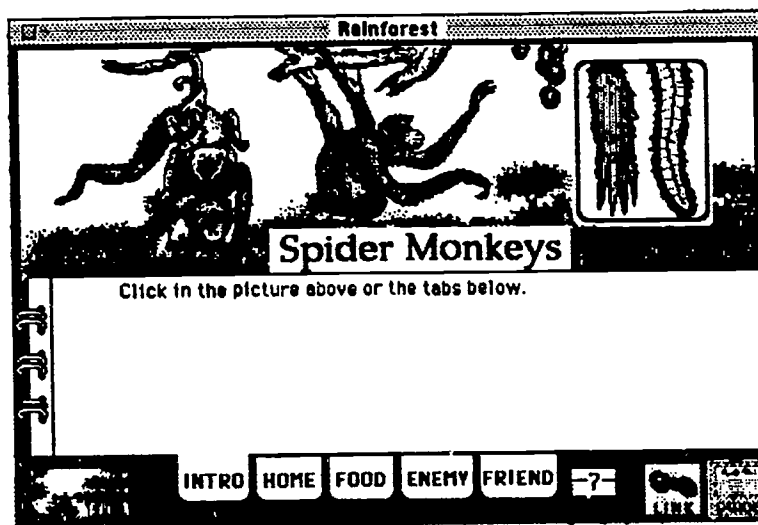 Rainforest
Spider Monkeys
Click in the picture above or the tabs below.
INTRO HOME FOOD ENEMY FRIEND -?-
LINK